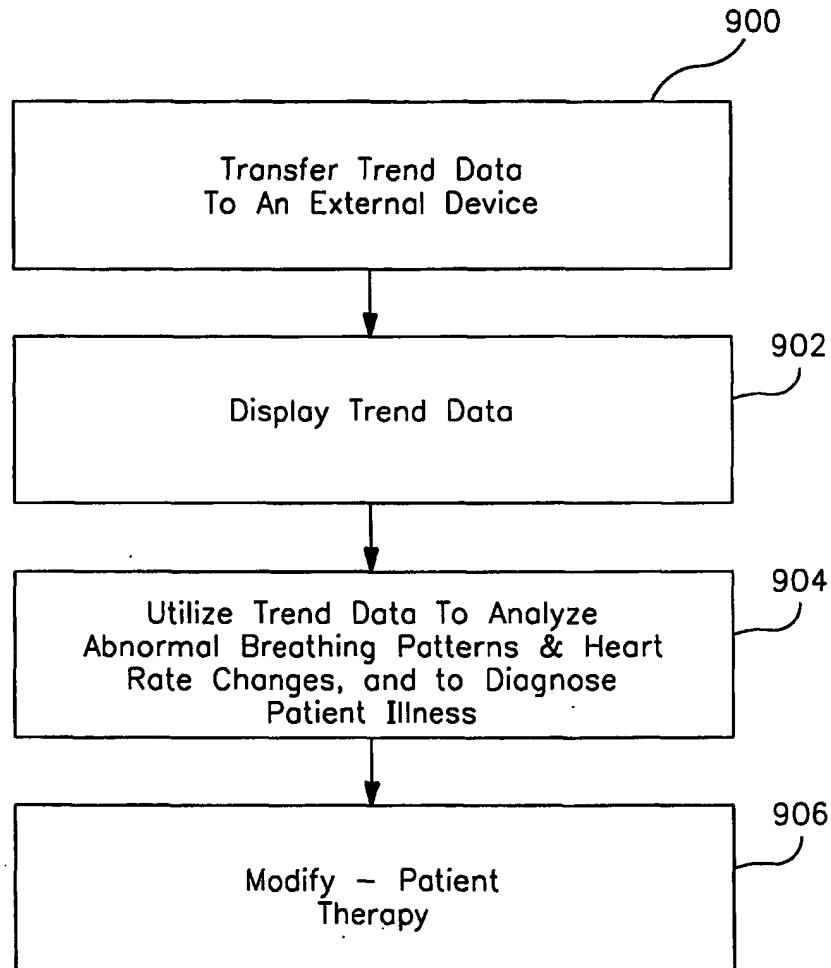 900
Transfer Trend Data
To An External Device
902
Display Trend Data
904
Utilize Trend Data To Analyze
Abnormal Breathing Patterns & Heart
Rate Changes, and to Diagnose
Patient Illness
906
Modify – Patient
Therapy